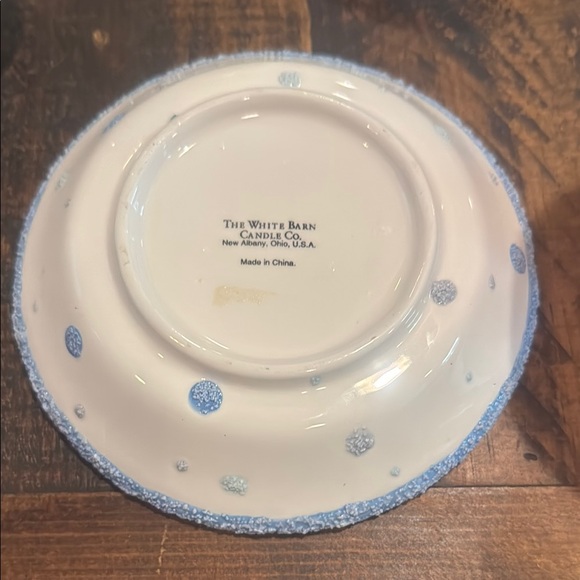 THE WHITE BARN
CANDLE CO.
New Albany, Ohio, U.S.A.
Made in China.